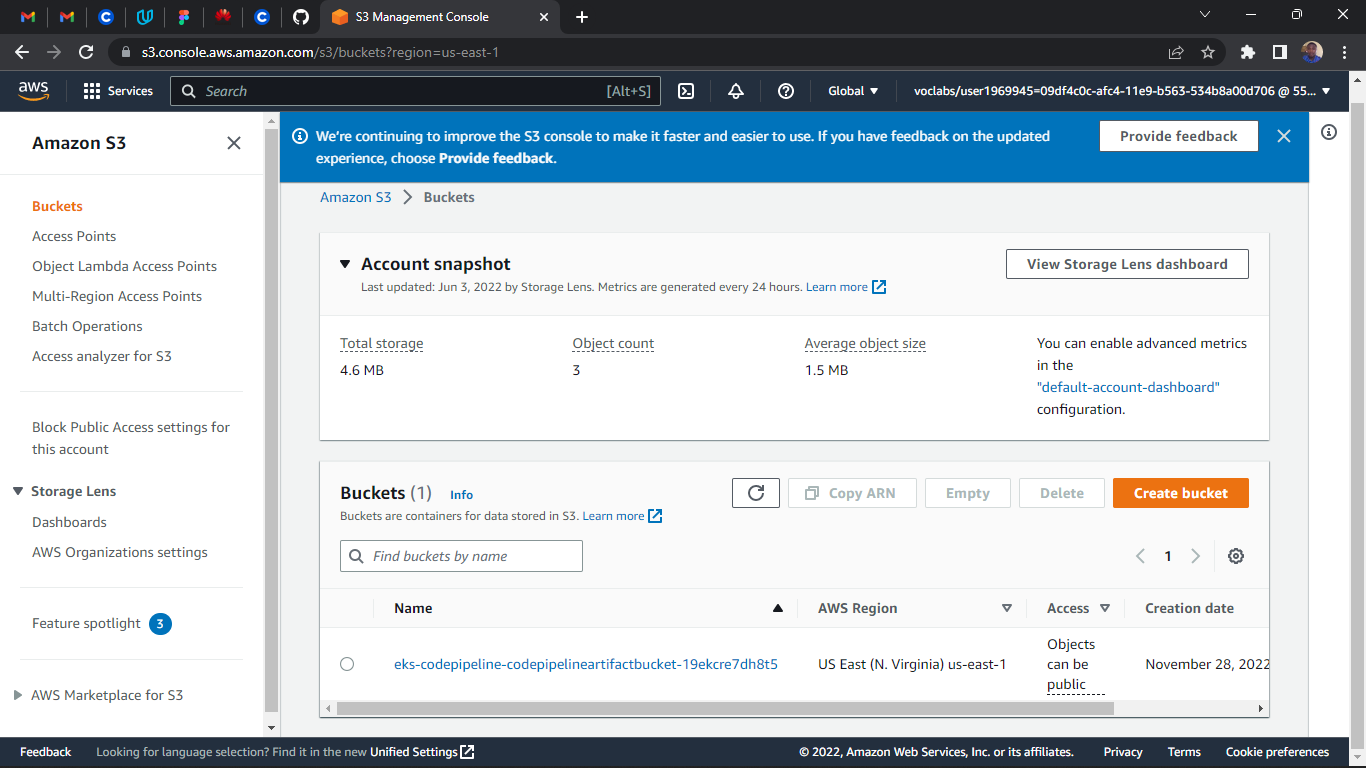 S3 Management Console
s3.console.aws.amazon.com/s3/buckets?region=us-east-1
aws
Services
Search
[Alt+S]
Global
voclabs/user1969945=09df4c0c-afc4-11e9-b563-534b8a00d706 @ 55...
Amazon S3
Buckets
Access Points
Object Lambda Access Points
Multi-Region Access Points
Batch Operations
Access analyzer for S3
Block Public Access settings for
this account
Storage Lens
Dashboards
AWS Organizations settings
Feature spotlight 3
AWS Marketplace for S3
We're continuing to improve the S3 console to make it faster and easier to use. If you have feedback on the updated
experience, choose Provide feedback.
Provide feedback
Amazon S3 > Buckets
Account snapshot
Last updated: Jun 3, 2022 by Storage Lens. Metrics are generated every 24 hours. Learn more
View Storage Lens dashboard
Total storage
4.6 MB
Object count
3
Average object size
1.5 MB
You can enable advanced metrics
in the
"default-account-dashboard"
configuration.
Buckets (1) Info
Buckets are containers for data stored in S3. Learn more
Copy ARN
Empty
Delete
Create bucket
Find buckets by name
1
Name
AWS Region
Access
Creation date
eks-codepipeline-codepipelineartifactbucket-19ekcre7dh8t5
US East (N. Virginia) us-east-1
Objects
can be
public
November 28, 2022
Feedback
Looking for language selection? Find it in the new Unified Settings
© 2022, Amazon Web Services, Inc. or its affiliates.
Privacy
Terms
Cookie preferences